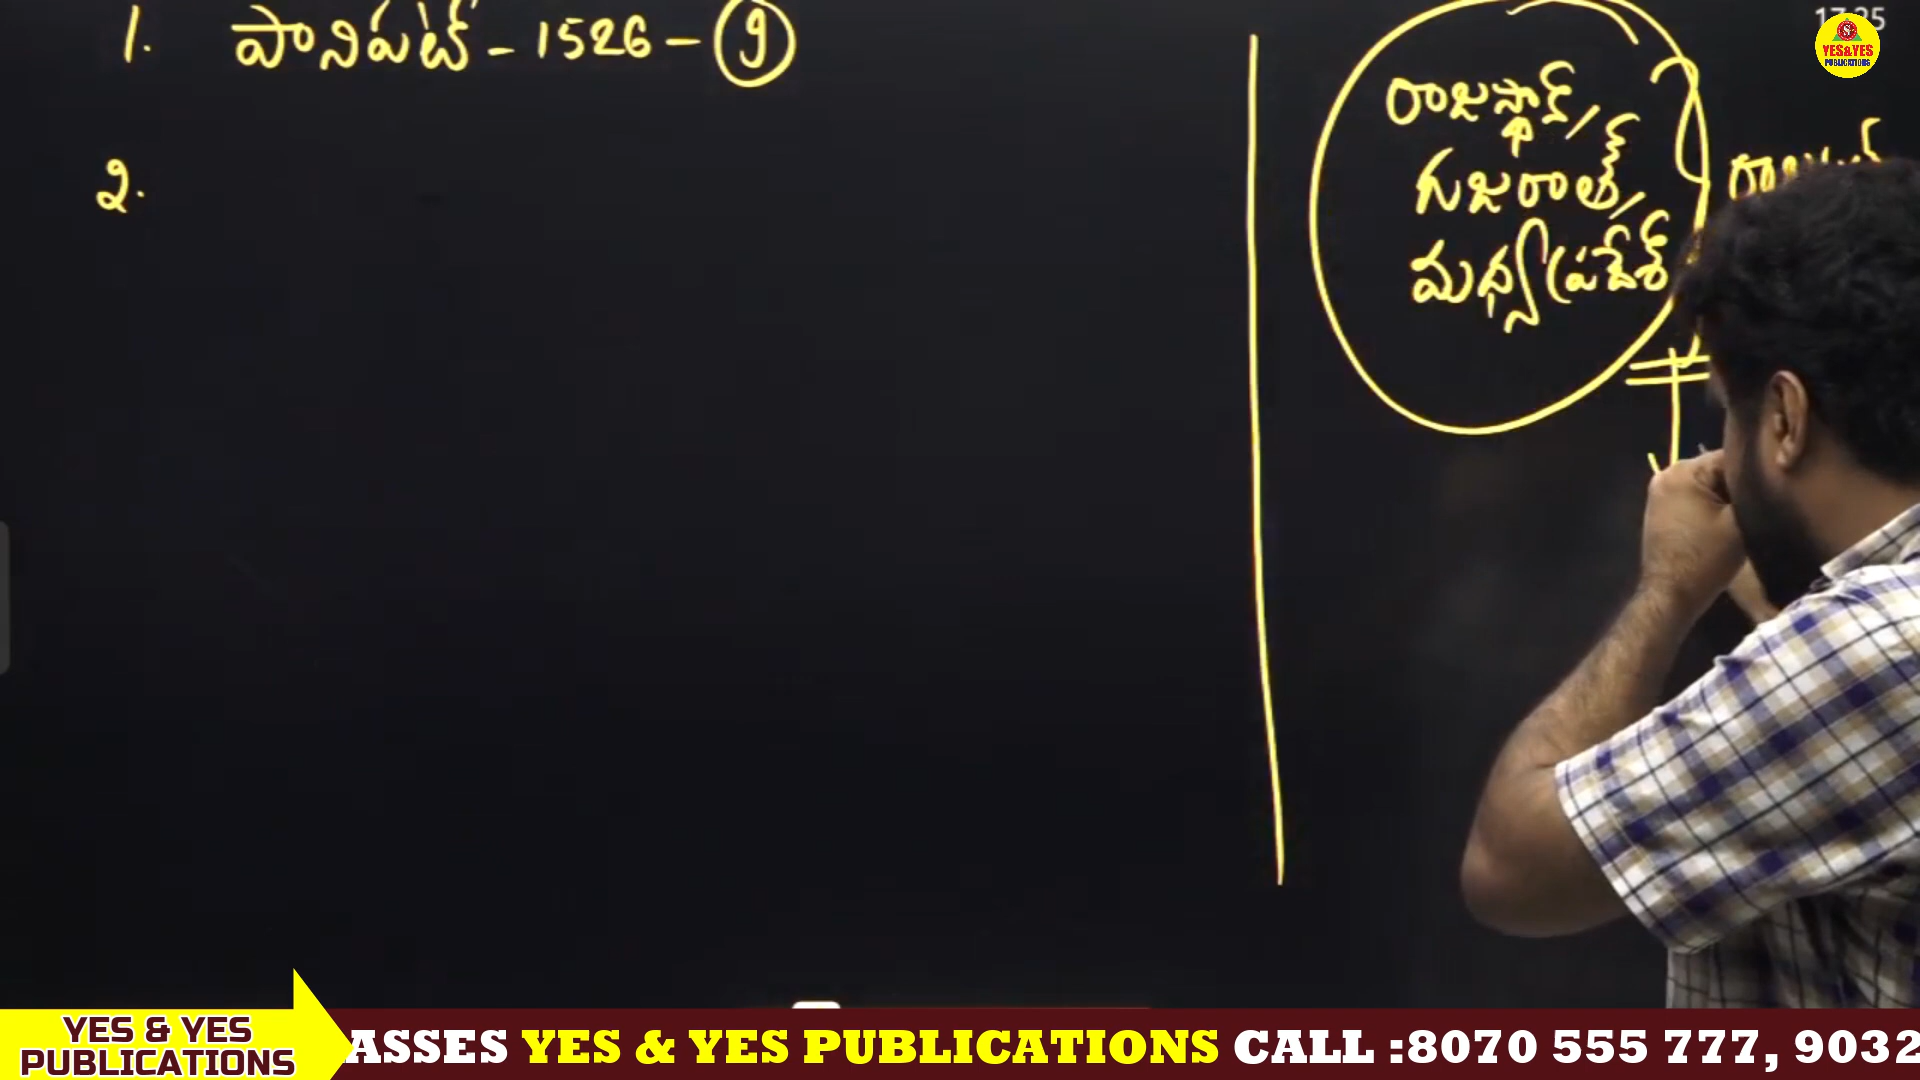 1. పానిపట్ - 1526 - 9
2.
రాజస్థాన్,
గుజరాత్,
మధ్యప్రదేశ్
YES&YES
PUBLICATIONS
YES & YES
PUBLICATIONS
ASSES YES & YES PUBLICATIONS CALL :8070 555 777, 9032